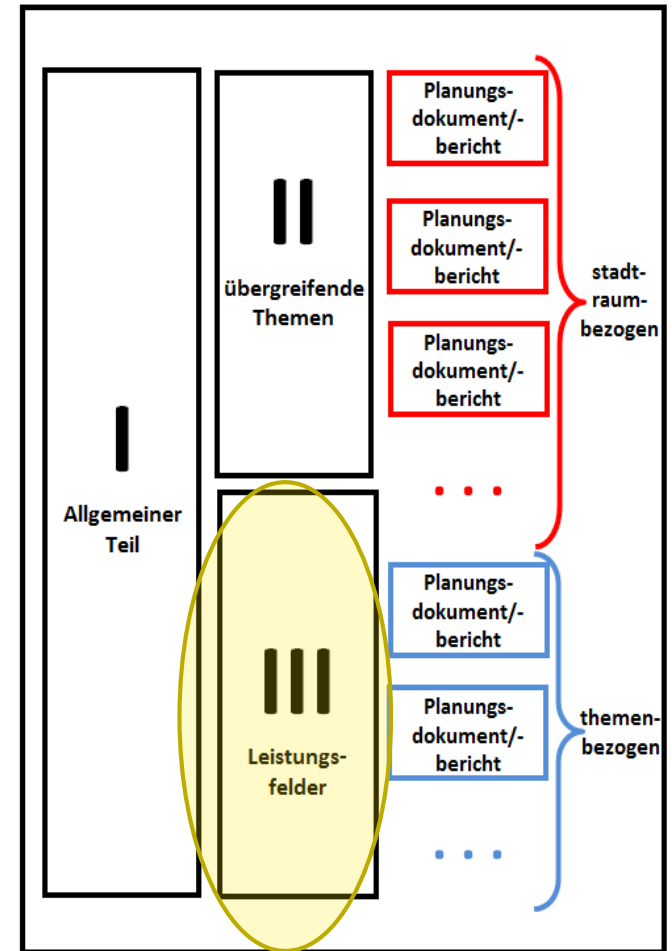 I
Allgemeiner
Teil
II
übergreifende
Themen
III
Leistungs-
felder
Planungs-
dokument/-
bericht
Planungs-
dokument/-
bericht
Planungs-
dokument/-
bericht
. . .
stadt-
raum-
bezogen
Planungs-
dokument/-
bericht
Planungs-
dokument/-
bericht
. . .
themen-
bezogen